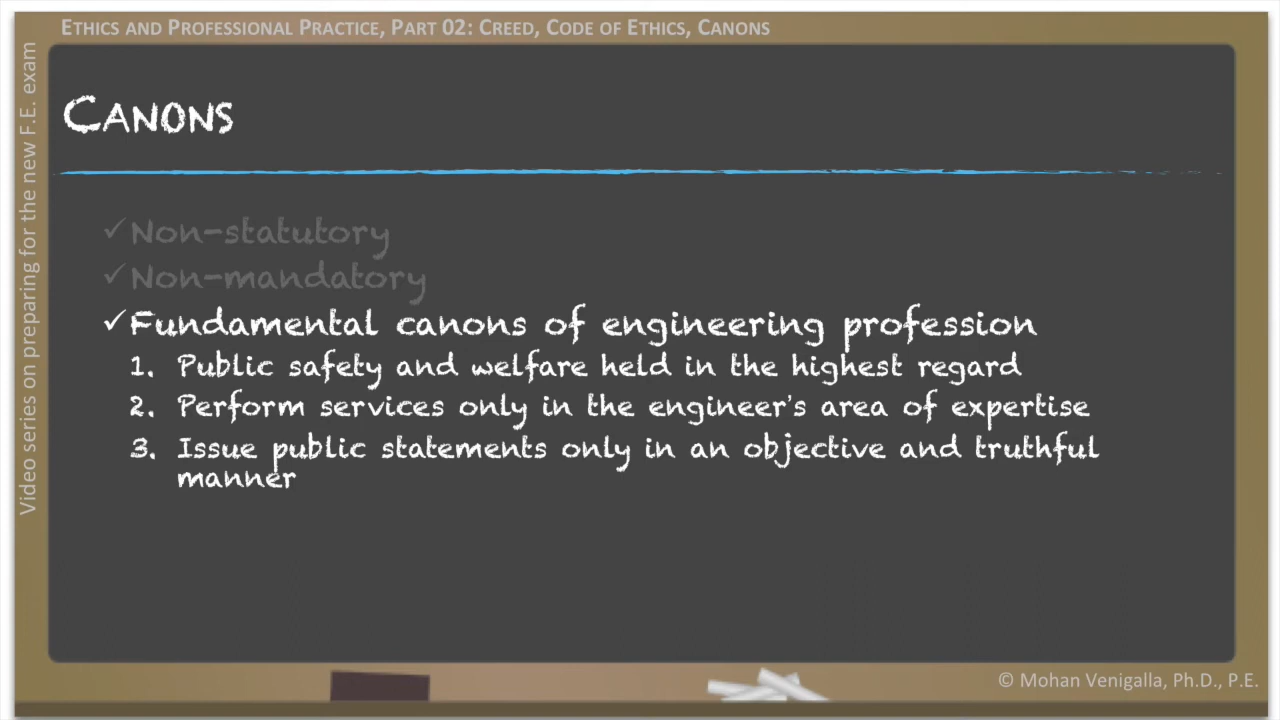 Ethics and Professional Practice, Part 02: Creed, Code of Ethics, Canons
Video series on preparing for the new F.E. exam
Canons
✓Non-statutory
✓Non-mandatory
✓Fundamental canons of engineering profession
1. Public safety and welfare held in the highest regard
2. Perform services only in the engineer's area of expertise
3. Issue public statements only in an objective and truthful
manner
© Mohan Venigalla, Ph.D., P.E.